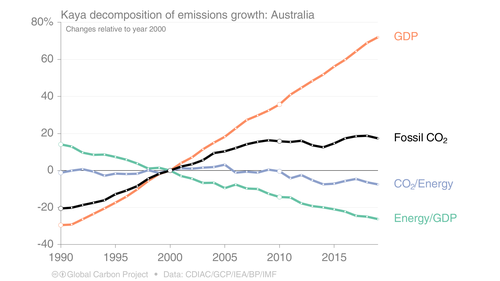 Kaya decomposition of emissions growth: Australia
80%
Changes relative to year 2000
GDP
60
40
20
Fossil CO₂
0
CO₂/Energy
-20
Energy/GDP
-40
1990 1995 2000 2005 2010 2015
Global Carbon Project • Data: CDIAC/GCP/IEA/BP/IMF